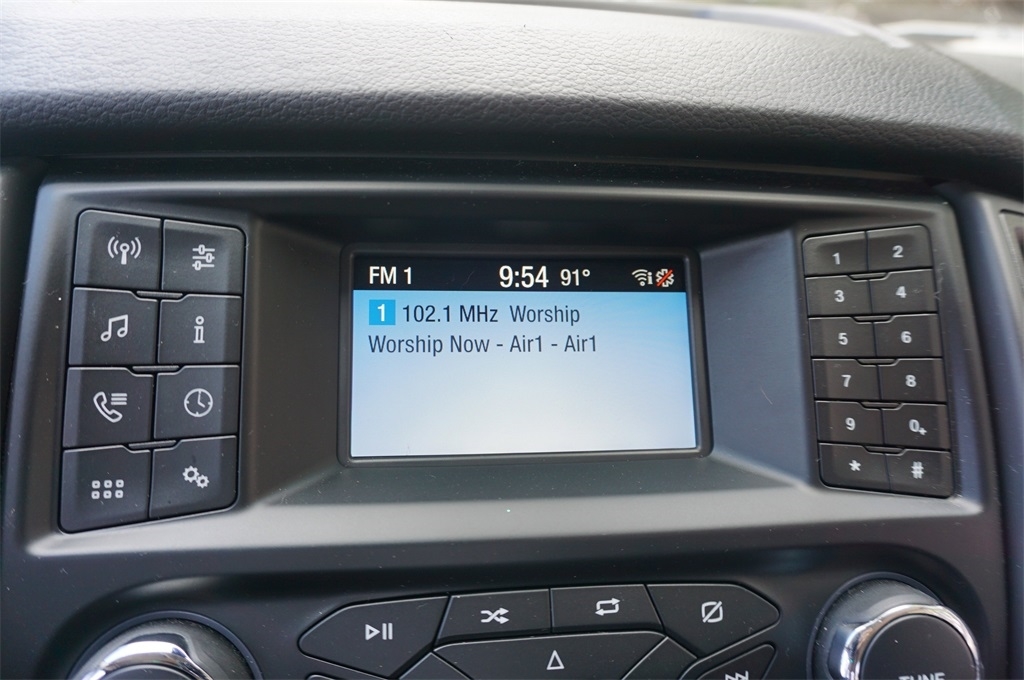 FM 1 9:54 91°
1 102.1 MHz Worship
Worship Now - Air1 - Air1
1 2
3 4
5 6
7 8
9 0+
* #
TUNE